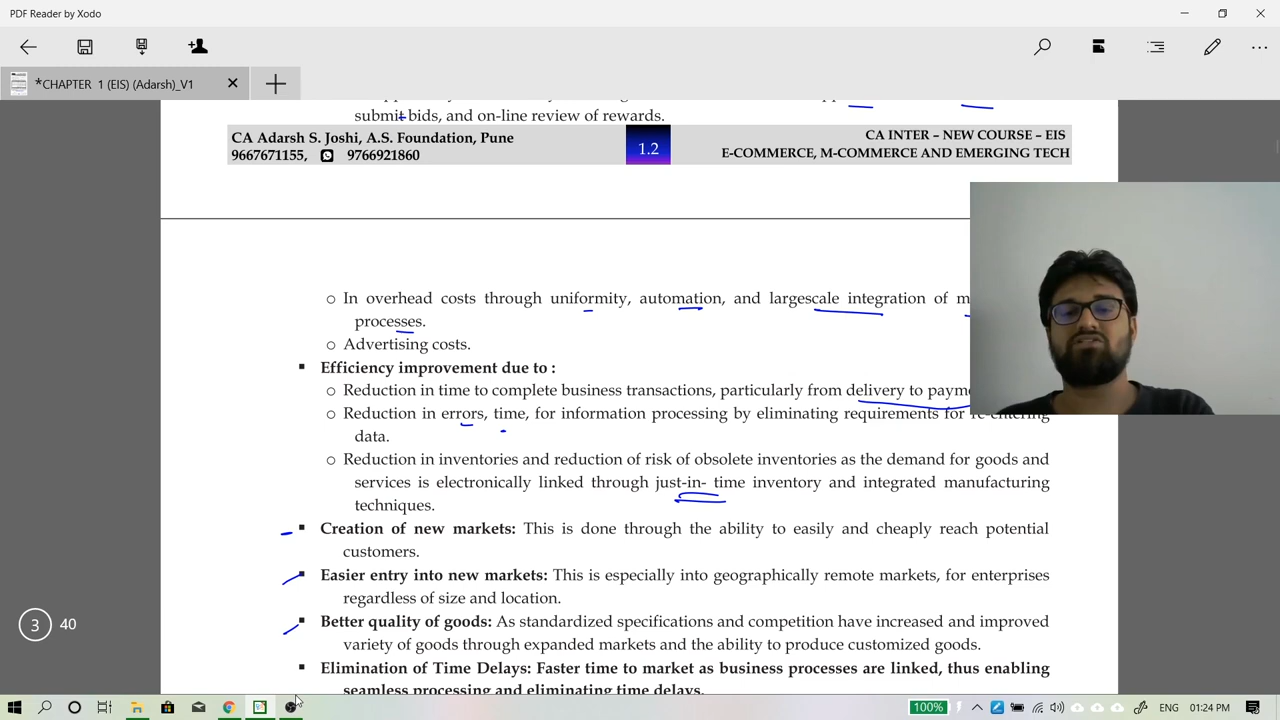 PDF Reader by Xodo
*CHAPTER 1 (EIS) (Adarsh)_V1
submit bids, and on-line review of rewards.
CA Adarsh S. Joshi, A.S. Foundation, Pune
9667671155, 9766921860
1.2
CA INTER – NEW COURSE – EIS
E-COMMERCE, M-COMMERCE AND EMERGING TECH
o In overhead costs through uniformity, automation, and largescale integration of
processes.
o Advertising costs.
▪ Efficiency improvement due to :
o Reduction in time to complete business transactions, particularly from delivery to
o Reduction in errors, time, for information processing by eliminating requirements for re-entering
data.
o Reduction in inventories and reduction of risk of obsolete inventories as the demand for goods and
services is electronically linked through just-in- time inventory and integrated manufacturing
techniques.
▪ Creation of new markets: This is done through the ability to easily and cheaply reach potential
customers.
▪ Easier entry into new markets: This is especially into geographically remote markets, for enterprises
regardless of size and location.
▪ Better quality of goods: As standardized specifications and competition have increased and improved
variety of goods through expanded markets and the ability to produce customized goods.
▪ Elimination of Time Delays: Faster time to market as business processes are linked, thus enabling
seamless processing and eliminating time delays.
3 40
100% ENG 01:24 PM